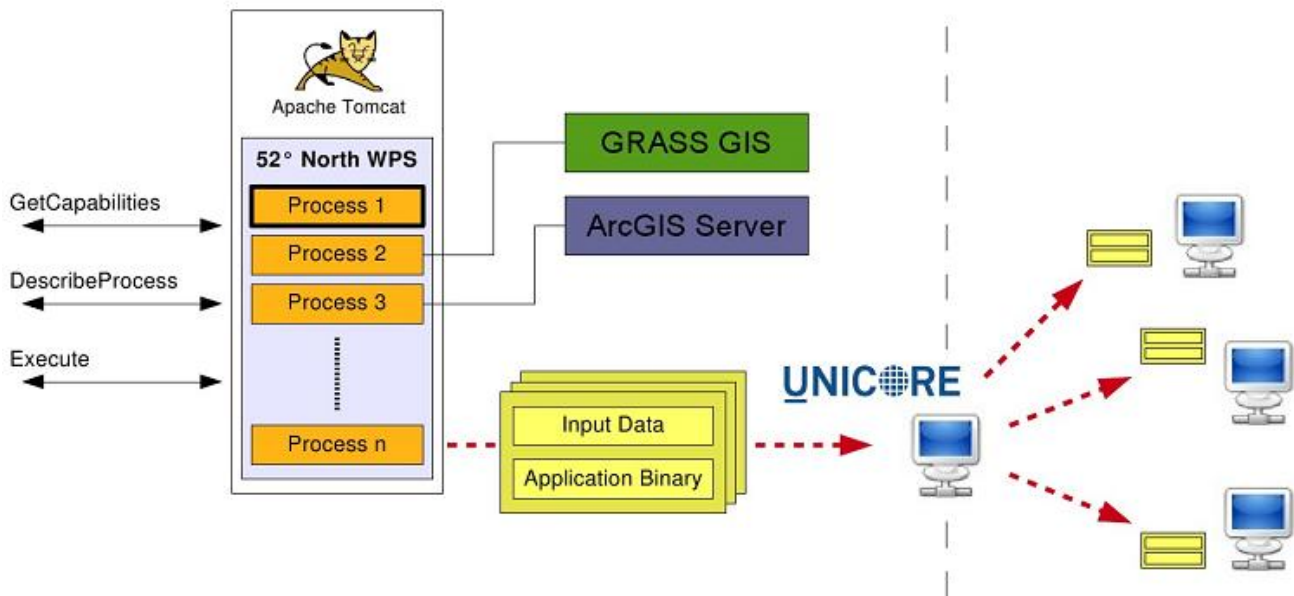 Apache Tomcat
52° North WPS
GetCapabilities
Process 1
Process 2
DescribeProcess
Process 3
Execute
Process n
GRASS GIS
ArcGIS Server
Input Data
Application Binary
UNICORE